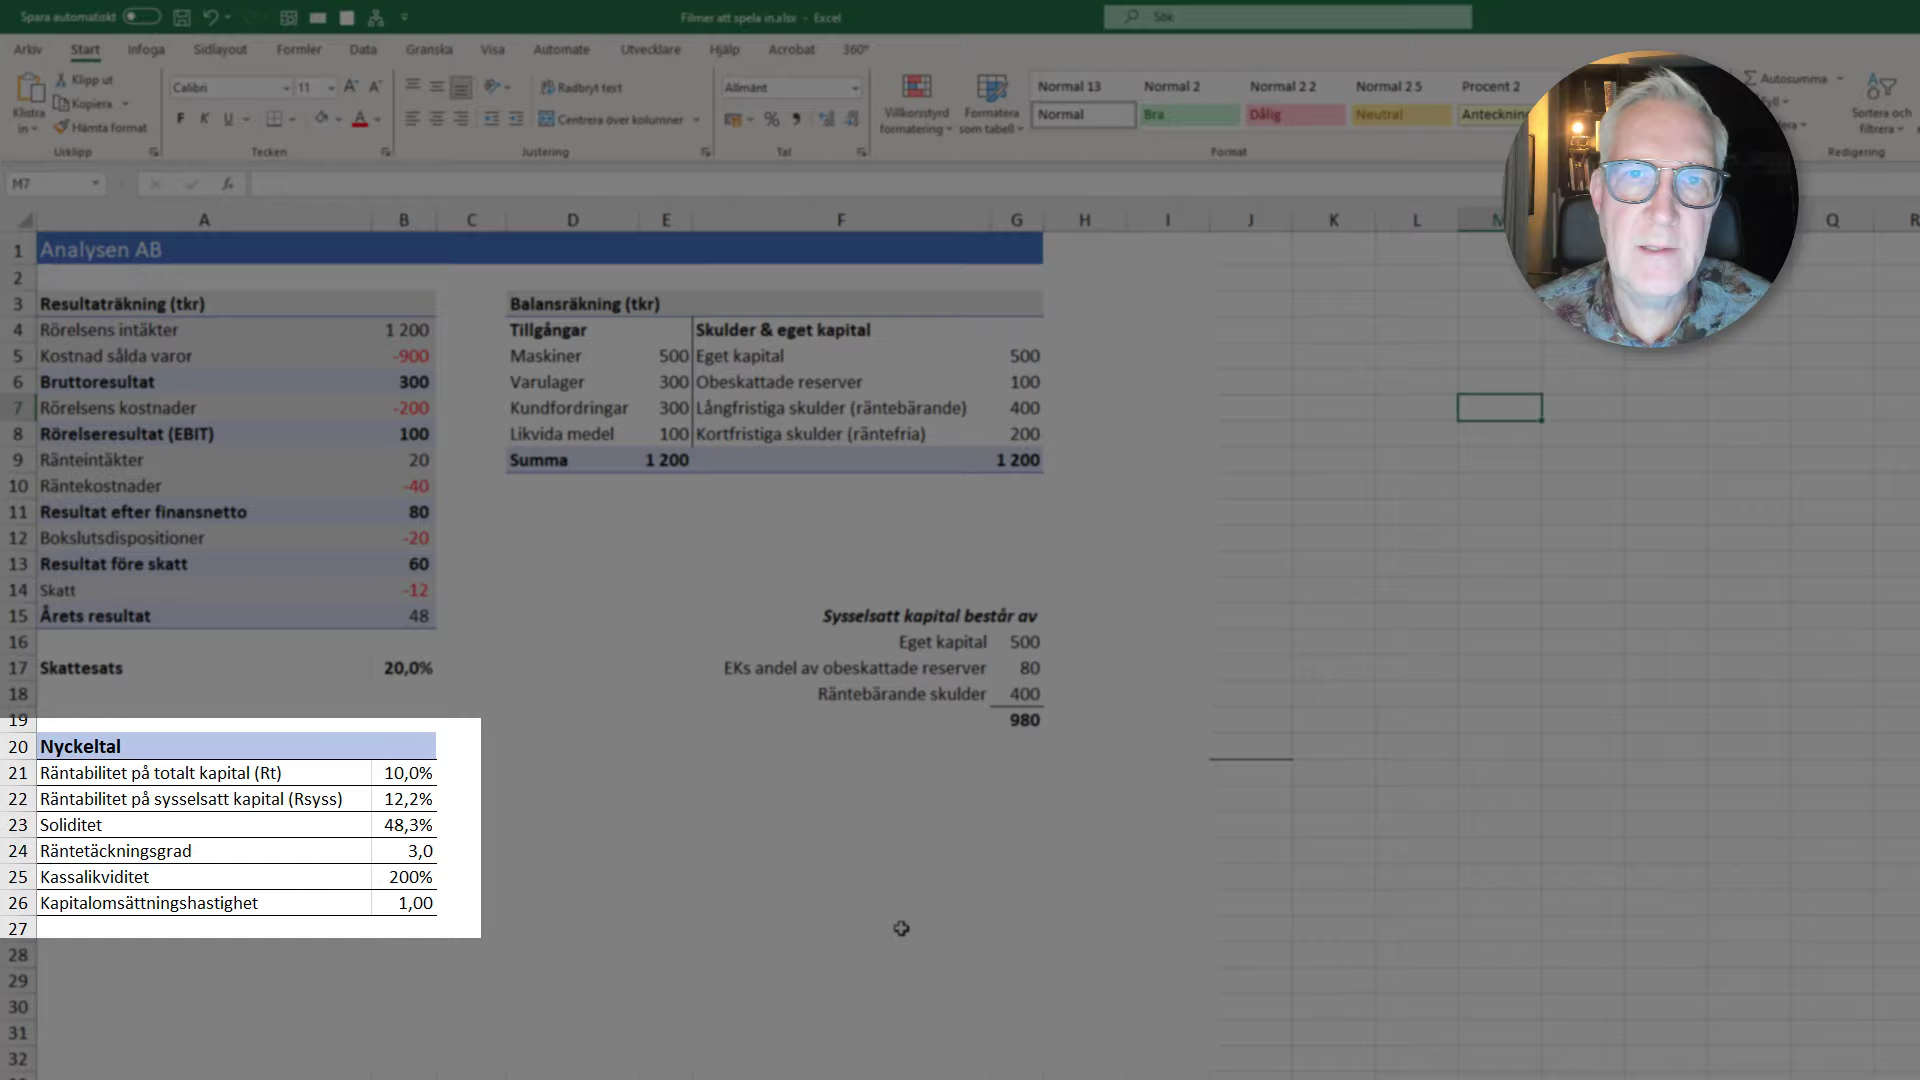 Spara automatiskt
Filmer att spela in.xlsx - Excel
Sök
Arkiv Start Infoga Sidlayout Formler Data Granska Visa Automate Utvecklare Hjälp Acrobat 360°
Klistra in
Klipp ut
Kopiera
Hämta format
Urklipp
Calibri 11
F K U
Tecken
Radbryt text
Centrera över kolumner
Justering
Allmänt
Tal
Villkorsstyrd formatering
Formatera som tabell
Normal 13 Normal 2 Normal 2 2 Normal 2 5 Procent 2
Normal Bra Dålig Neutral
Format
Autosumma
Sortera och filtrera
Redigering
M7
fx
A B C D E F G H I J K L M Q R
1 Analysen AB
2
3 Resultaträkning (tkr) Balansräkning (tkr)
4 Rörelsens intäkter 1 200 Tillgångar Skulder & eget kapital
5 Kostnad sålda varor -900 Maskiner 500 Eget kapital 500
6 Bruttoresultat 300 Varulager 300 Obeskattade reserver 100
7 Rörelsens kostnader -200 Kundfordringar 300 Långfristiga skulder (räntebärande) 400
8 Rörelseresultat (EBIT) 100 Likvida medel 100 Kortfristiga skulder (räntefria) 200
9 Ränteintäkter 20 Summa 1 200 1 200
10 Räntekostnader -40
11 Resultat efter finansnetto 80
12 Bokslutsdispositioner -20
13 Resultat före skatt 60
14 Skatt -12
15 Årets resultat 48 Sysselsatt kapital består av
16 Eget kapital 500
17 Skattesats 20,0% EKs andel av obeskattade reserver 80
18 Räntebärande skulder 400
19 980
20 Nyckeltal
21 Räntabilitet på totalt kapital (Rt) 10,0%
22 Räntabilitet på sysselsatt kapital (Rsyss) 12,2%
23 Soliditet 48,3%
24 Räntetäckningsgrad 3,0
25 Kassalikviditet 200%
26 Kapitalomsättningshastighet 1,00
27
28
29
30
31
32